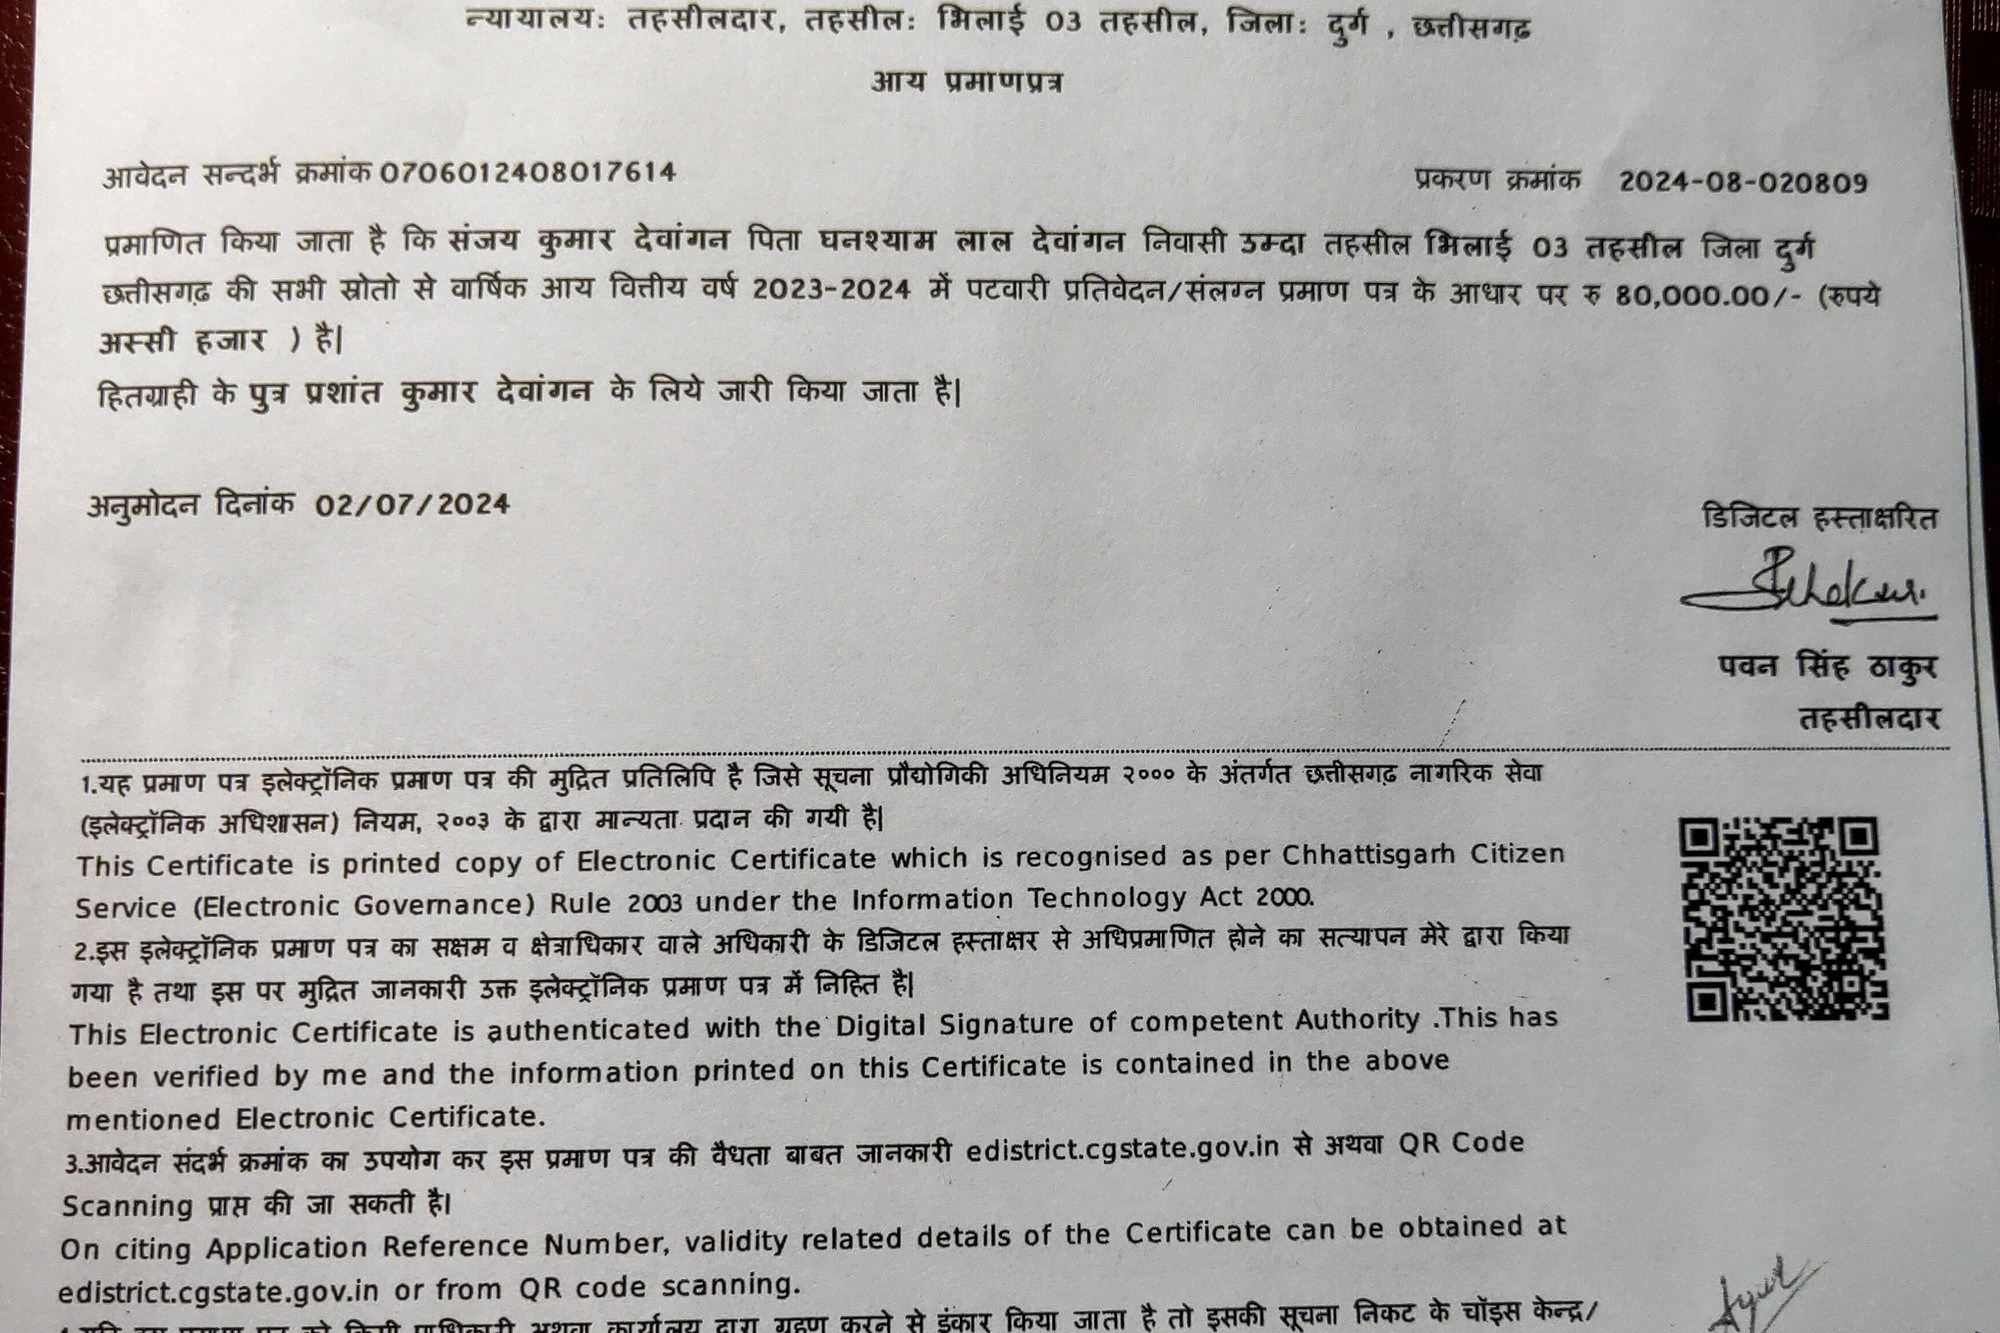 न्यायालय: तहसीलदार, तहसील: भिलाई 03 तहसील, जिला: दुर्ग , छत्तीसगढ़
आय प्रमाणप्रत्र
आवेदन सन्दर्भ क्रमांक 0706012408017614
प्रकरण क्रमांक 2024-08-020809
प्रमाणित किया जाता है कि संजय कुमार देवांगन पिता घनश्याम लाल देवांगन निवासी उम्दा तहसील भिलाई 03 तहसील जिला दुर्ग
छत्तीसगढ़ की सभी स्रोतो से वार्षिक आय वित्तीय वर्ष 2023-2024 में पटवारी प्रतिवेदन/संलग्न प्रमाण पत्र के आधार पर रु 80,000.00/- (रुपये
अस्सी हजार ) है|
हितग्राही के पुत्र प्रशांत कुमार देवांगन के लिये जारी किया जाता है|
अनुमोदन दिनांक 02/07/2024
डिजिटल हस्ताक्षरित
पवन सिंह ठाकुर
तहसीलदार
1.यह प्रमाण पत्र इलेक्ट्रॉनिक प्रमाण पत्र की मुद्रित प्रतिलिपि है जिसे सूचना प्रौद्योगिकी अधिनियम २००० के अंतर्गत छत्तीसगढ़ नागरिक सेवा
(इलेक्ट्रॉनिक अधिशासन) नियम, २००३ के द्वारा मान्यता प्रदान की गयी है|
This Certificate is printed copy of Electronic Certificate which is recognised as per Chhattisgarh Citizen
Service (Electronic Governance) Rule 2003 under the Information Technology Act 2000.
2.इस इलेक्ट्रॉनिक प्रमाण पत्र का सक्षम व क्षेत्राधिकार वाले अधिकारी के डिजिटल हस्ताक्षर से अधिप्रमाणित होने का सत्यापन मेरे द्वारा किया
गया है तथा इस पर मुद्रित जानकारी उक्त इलेक्ट्रॉनिक प्रमाण पत्र में निहित है|
This Electronic Certificate is authenticated with the Digital Signature of competent Authority .This has
been verified by me and the information printed on this Certificate is contained in the above
mentioned Electronic Certificate.
3.आवेदन संदर्भ क्रमांक का उपयोग कर इस प्रमाण पत्र की वैधता बाबत जानकारी edistrict.cgstate.gov.in से अथवा QR Code
Scanning प्राप्त की जा सकती है|
On citing Application Reference Number, validity related details of the Certificate can be obtained at
edistrict.cgstate.gov.in or from QR code scanning.
4.यदि इस प्रमाण पत्र को किसी प्राधिकारी अथवा कार्यालय द्वारा ग्रहण करने से इंकार किया जाता है तो इसकी सूचना निकट के चॉइस केन्द्र/